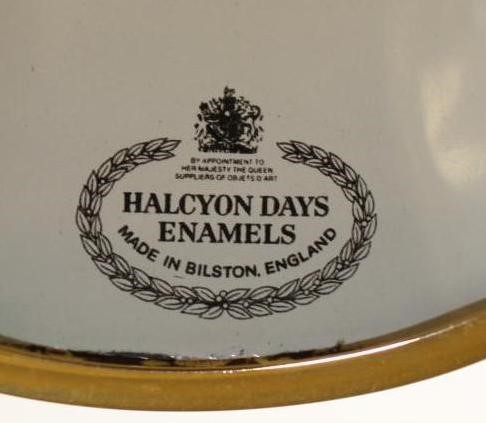 BY APPOINTMENT TO
HER MAJESTY THE QUEEN
SUPPLIERS OF OBJETS D'ART
HALCYON DAYS
ENAMELS
MADE IN BILSTON, ENGLAND